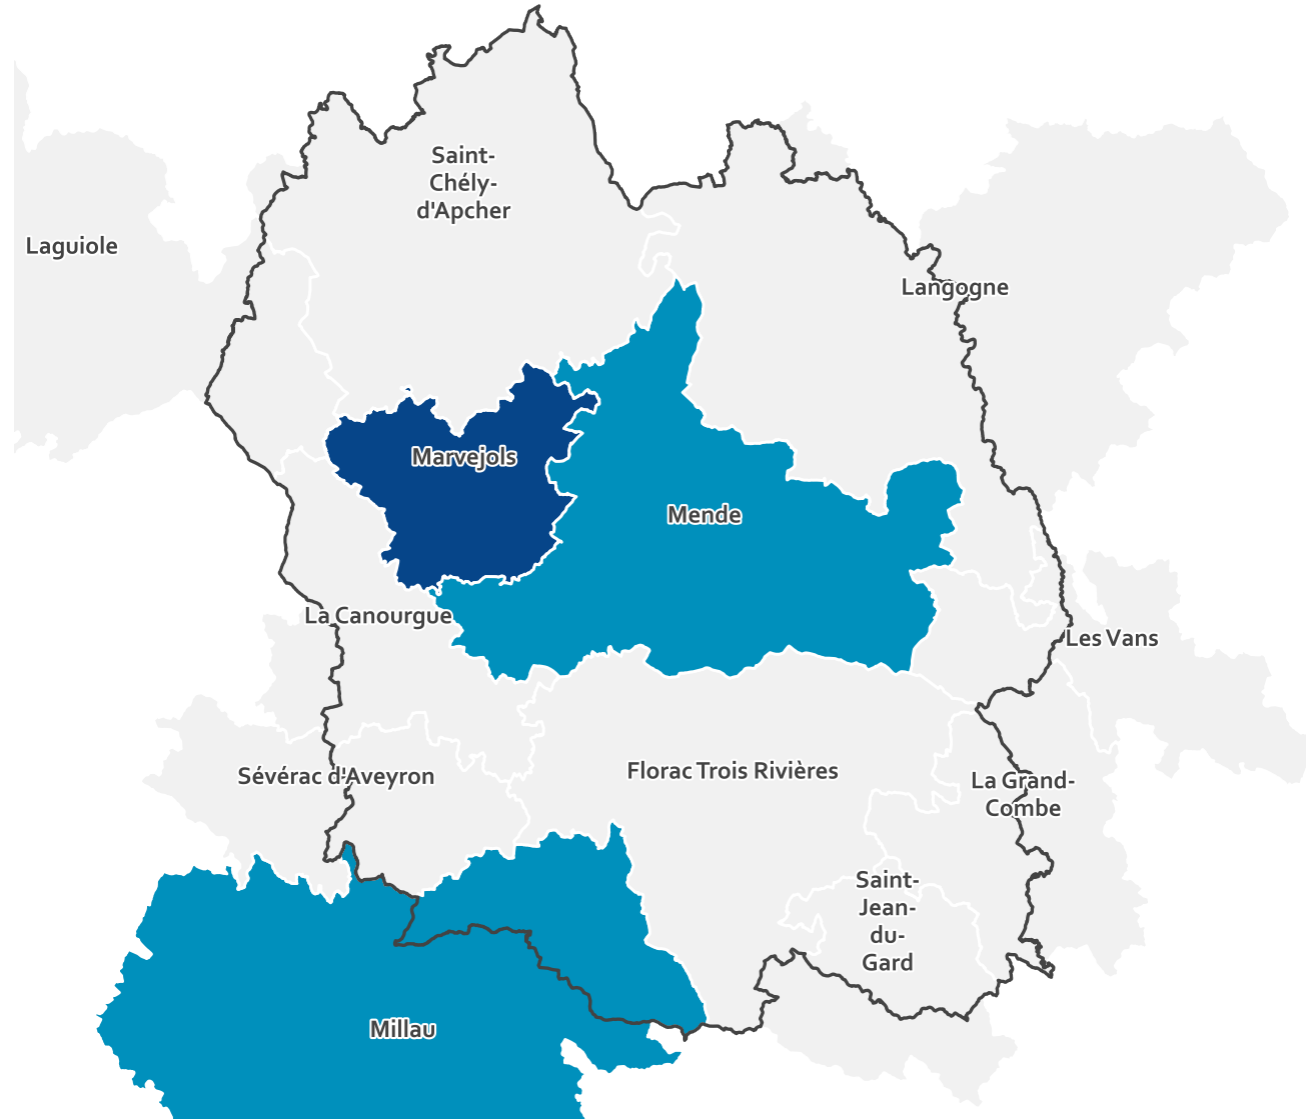 Saint-
Chély-
d'Apcher
Laguiole
Langogne
Marvejols
Mende
La Canourgue
Les Vans
Sévérac d'Aveyron
Florac Trois Rivières
La Grand-
Combe
Saint-
Jean-
du-
Gard
Millau